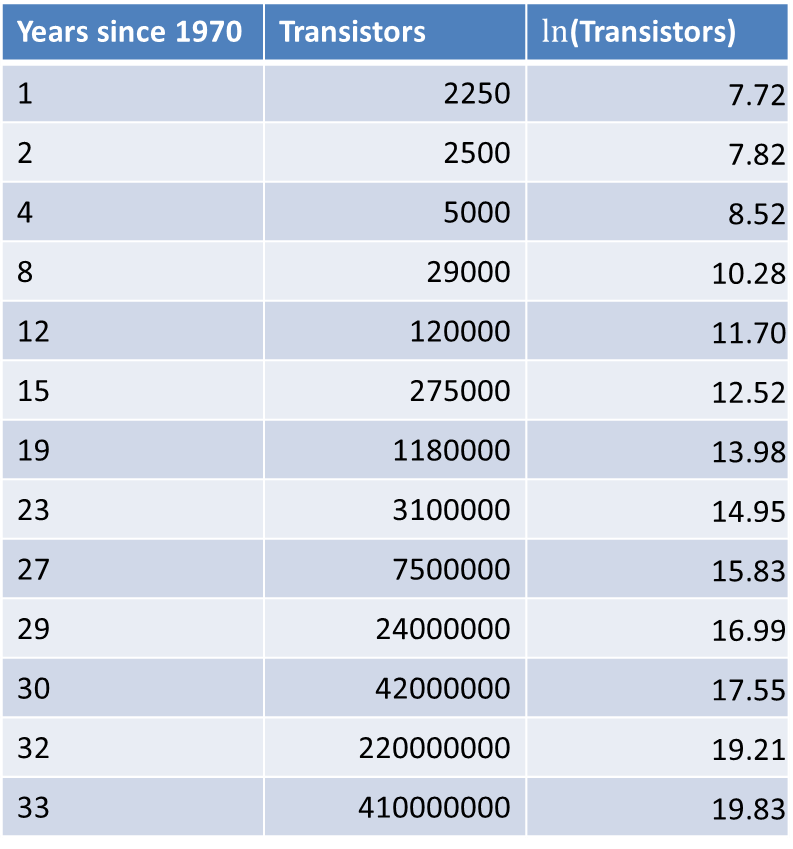 Years since 1970 Transistors ln(Transistors)
1 2250 7.72
2 2500 7.82
4 5000 8.52
8 29000 10.28
12 120000 11.70
15 275000 12.52
19 1180000 13.98
23 3100000 14.95
27 7500000 15.83
29 24000000 16.99
30 42000000 17.55
32 220000000 19.21
33 410000000 19.83